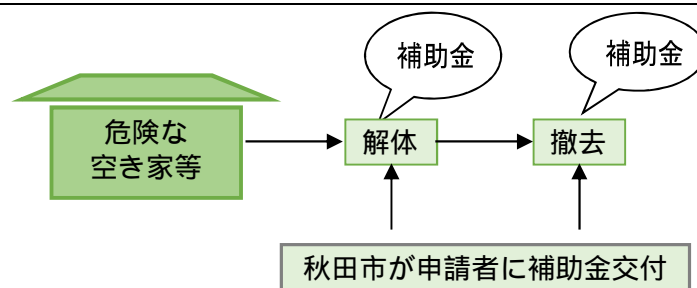 補助金
補助金
危険な
空き家等
解体
撤去
秋田市が申請者に補助金交付